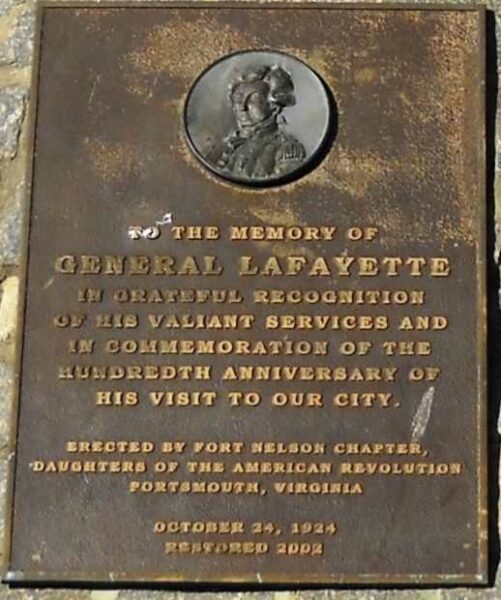 TO THE MEMORY OF
GENERAL LAFAYETTE
IN GRATEFUL RECOGNITION
OF HIS VALIANT SERVICES AND
IN COMMEMORATION OF THE
HUNDREDTH ANNIVERSARY OF
HIS VISIT TO OUR CITY.
ERECTED BY FORT NELSON CHAPTER,
DAUGHTERS OF THE AMERICAN REVOLUTION
PORTSMOUTH, VIRGINIA
OCTOBER 24, 1924
RESTORED 2002